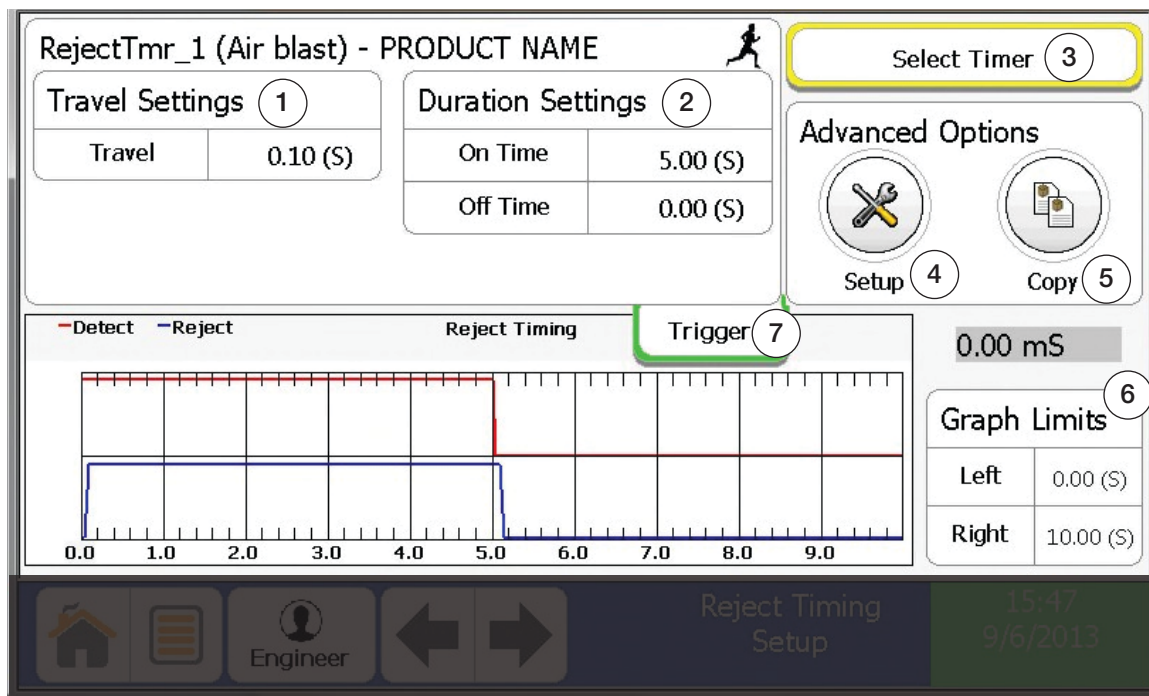 RejectTmr_1 (Air blast) - PRODUCT NAME
Travel Settings 1
Travel 0.10 (S)
Duration Settings 2
On Time 5.00 (S)
Off Time 0.00 (S)
Select Timer 3
Advanced Options
Setup 4
Copy 5
Detect Reject Reject Timing
Trigger 7
0.0 1.0 2.0 3.0 4.0 5.0 6.0 7.0 8.0 9.0
0.00 mS
6
Graph Limits
Left 0.00 (S)
Right 10.00 (S)
Engineer
Reject Timing
Setup
15:47
9/6/2013